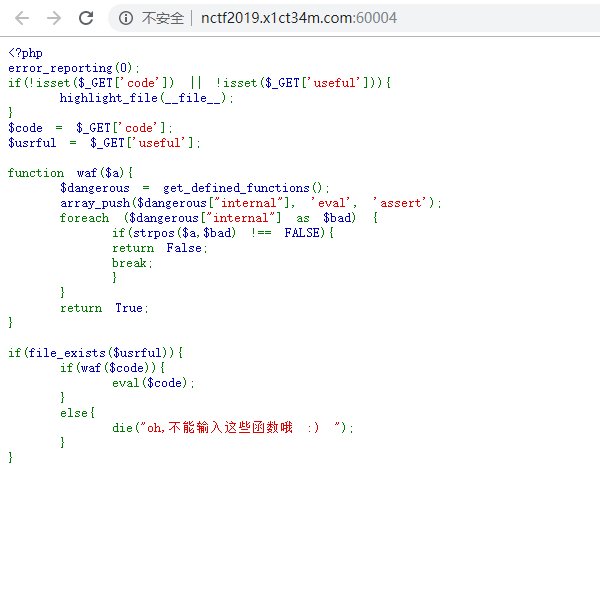 不安全 | nctf2019.x1ct34m.com:60004
<?php
error_reporting(0);
if(!isset($_GET['code']) || !isset($_GET['useful'])){
highlight_file(__file__);
}
$code = $_GET['code'];
$usrful = $_GET['useful'];
function waf($a){
$dangerous = get_defined_functions();
array_push($dangerous["internal"], 'eval', 'assert');
foreach ($dangerous["internal"] as $bad) {
if(strpos($a,$bad) !== FALSE){
return False;
break;
}
}
return True;
}
if(file_exists($usrful)){
if(waf($code)){
eval($code);
}
else{
die("oh,不能输入这些函数哦 :) ");
}
}